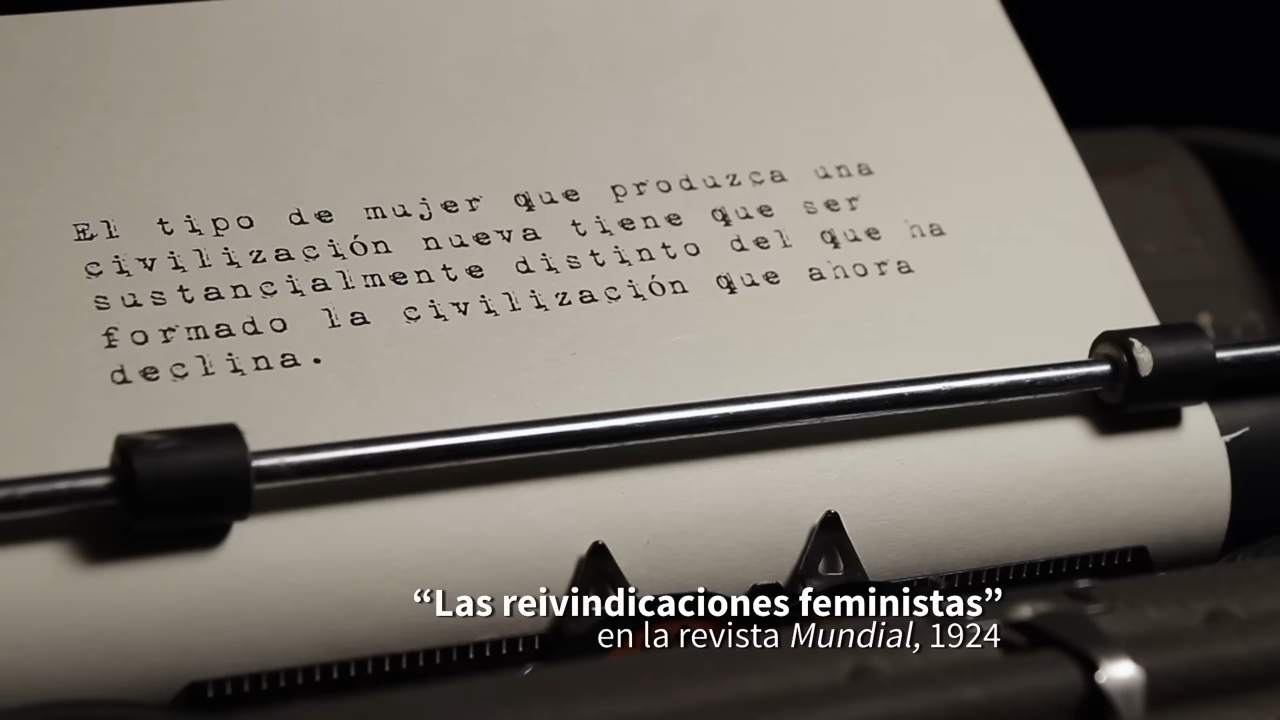 El tipo de mujer que produzca una
civilización nueva tiene que ser
sustancialmente distinto del que ha
formado la civilización que ahora
declina.
“Las reivindicaciones feministas”
en la revista Mundial, 1924